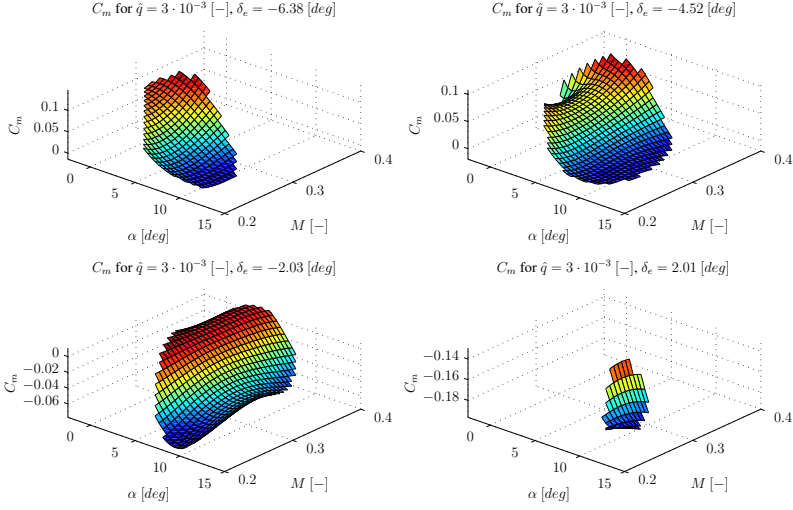 C_m for q̂ = 3 · 10⁻³ [−], δ_e = −6.38 [deg]
0.1
0.05
0
C_m
0
5
10
15
α [deg]
0.2
0.3
0.4
M [−]
C_m for q̂ = 3 · 10⁻³ [−], δ_e = −4.52 [deg]
0.1
0.05
0
C_m
0
5
10
15
α [deg]
0.2
0.3
0.4
M [−]
C_m for q̂ = 3 · 10⁻³ [−], δ_e = −2.03 [deg]
0
−0.02
−0.04
−0.06
C_m
0
5
10
15
α [deg]
0.2
0.3
0.4
M [−]
C_m for q̂ = 3 · 10⁻³ [−], δ_e = 2.01 [deg]
−0.14
−0.16
−0.18
C_m
0
5
10
15
α [deg]
0.2
0.3
0.4
M [−]